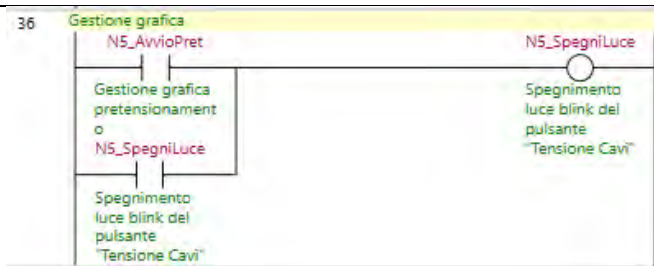 36
Gestione grafica
N5_AvvioPret
N5_SpegniLuce
Gestione grafica
pretensionament
o
Spegnimento
luce blink del
pulsante
"Tensione Cavi"
N5_SpegniLuce
Spegnimento
luce blink del
pulsante
"Tensione Cavi"